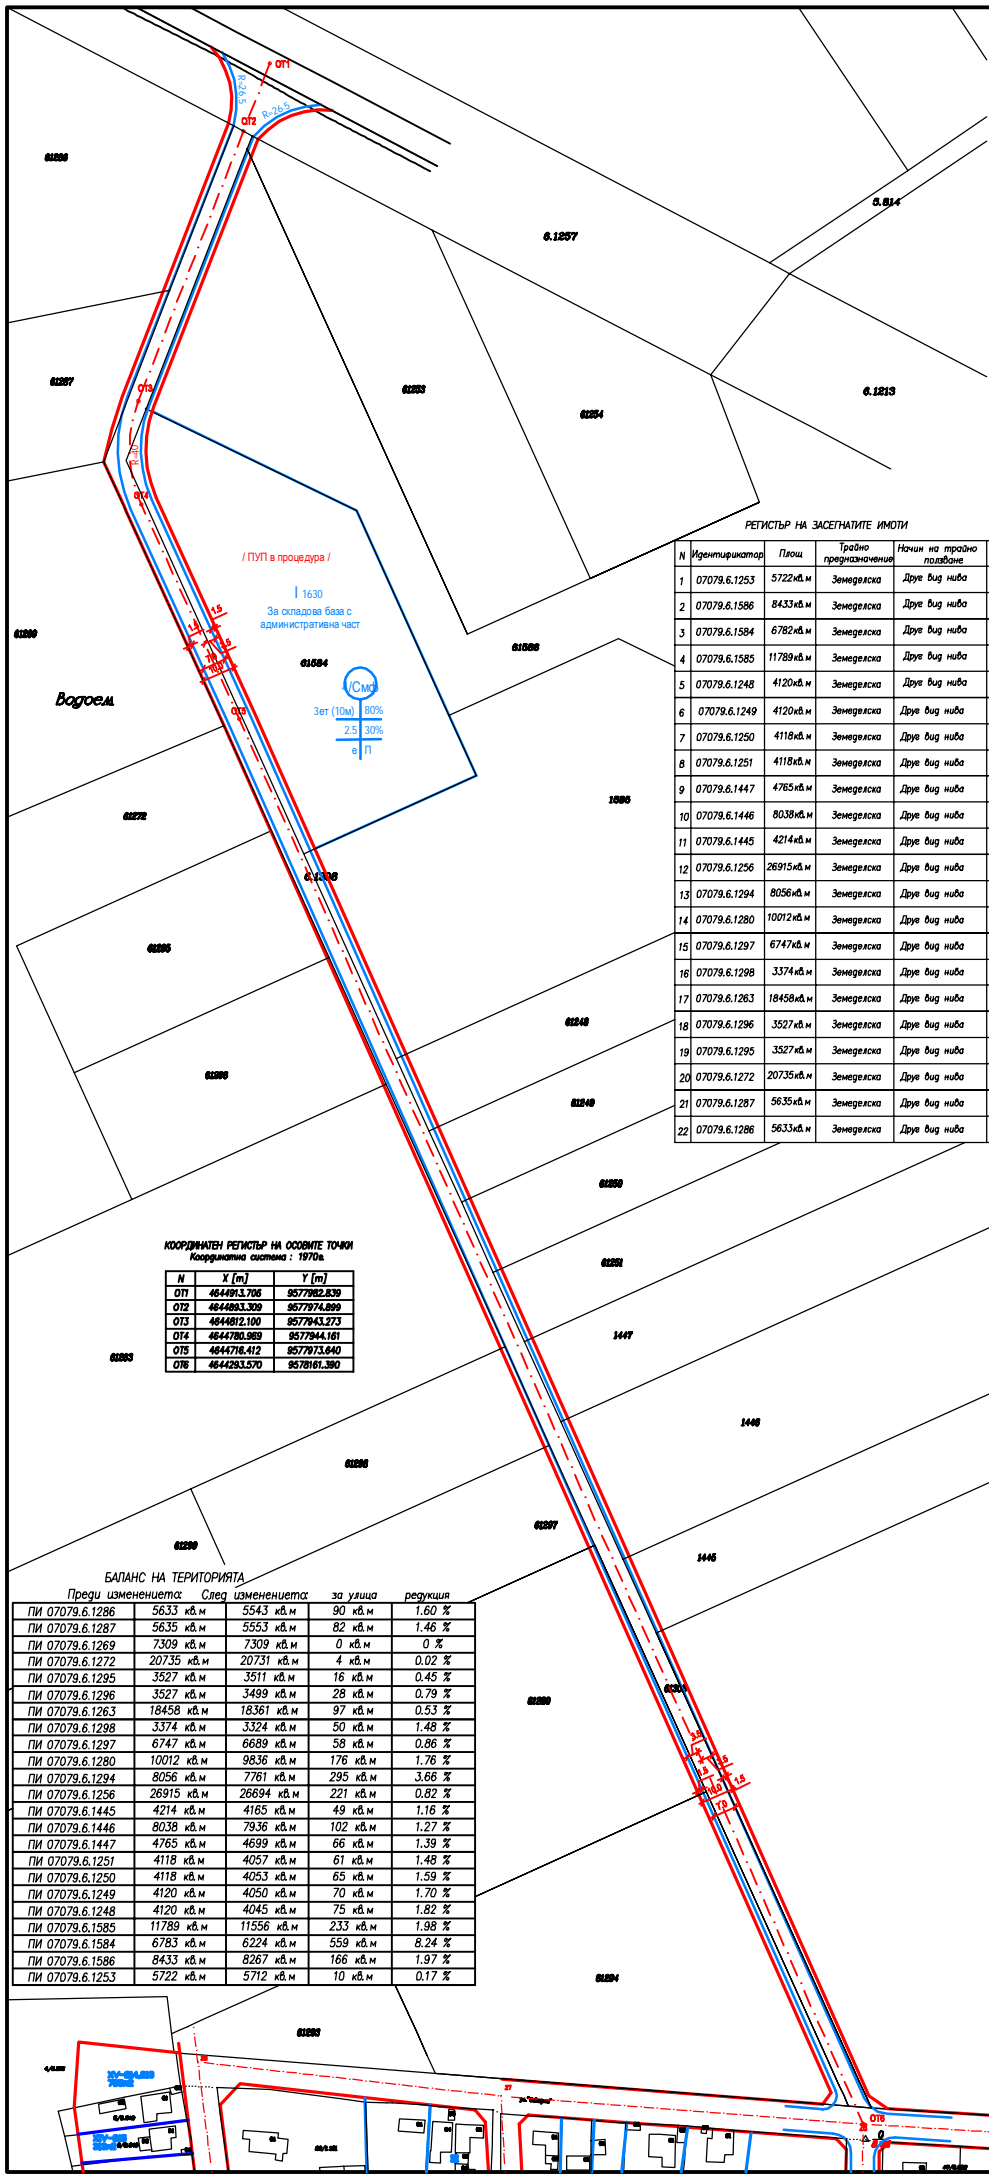 ОТ1
R=26.5
R=26.5
ОТ2
61286
5.814
6.1257
61287
ОТ3
61253
61254
6.1213
R=40
ОТ4
/ ПУП в процедура /
I 1630
За складова база с
административна част
61584
61586
Водоем
3ет (10м) 80%
2.5 30%
е П
ОТ5
1.5
61272
6.1308
61295
61248
61249
61250
61251
1447
1446
1445
61263
61298
61297
61280
61294
61293
РЕГИСТЪР НА ЗАСЕГНАТИТЕ ИМОТИ
N Идентификатор Площ Трайно предназначение Начин на трайно ползване
1 07079.6.1253 5722кв.м Земеделска Друг вид нива
2 07079.6.1586 8433кв.м Земеделска Друг вид нива
3 07079.6.1584 6782кв.м Земеделска Друг вид нива
4 07079.6.1585 11789кв.м Земеделска Друг вид нива
5 07079.6.1248 4120кв.м Земеделска Друг вид нива
6 07079.6.1249 4120кв.м Земеделска Друг вид нива
7 07079.6.1250 4118кв.м Земеделска Друг вид нива
8 07079.6.1251 4118кв.м Земеделска Друг вид нива
9 07079.6.1447 4765кв.м Земеделска Друг вид нива
10 07079.6.1446 8038кв.м Земеделска Друг вид нива
11 07079.6.1445 4214кв.м Земеделска Друг вид нива
12 07079.6.1256 26915кв.м Земеделска Друг вид нива
13 07079.6.1294 8056кв.м Земеделска Друг вид нива
14 07079.6.1280 10012кв.м Земеделска Друг вид нива
15 07079.6.1297 6747кв.м Земеделска Друг вид нива
16 07079.6.1298 3374кв.м Земеделска Друг вид нива
17 07079.6.1263 18458кв.м Земеделска Друг вид нива
18 07079.6.1296 3527кв.м Земеделска Друг вид нива
19 07079.6.1295 3527кв.м Земеделска Друг вид нива
20 07079.6.1272 20735кв.м Земеделска Друг вид нива
21 07079.6.1287 5635кв.м Земеделска Друг вид нива
22 07079.6.1286 5633кв.м Земеделска Друг вид нива
КООРДИНАТЕН РЕГИСТЪР НА ОСОВИТЕ ТОЧКИ
Координатна система : 1970г.
N X [m] Y [m]
ОТ1 4644913.706 9577982.839
ОТ2 4644893.309 9577974.899
ОТ3 4644812.100 9577943.273
ОТ4 4644780.969 9577944.161
ОТ5 4644716.412 9577973.640
ОТ6 4644293.570 9578161.390
БАЛАНС НА ТЕРИТОРИЯТА
Преди изменението: След изменението: за улица редукция
ПИ 07079.6.1286 5633 кв.м 5543 кв.м 90 кв.м 1.60 %
ПИ 07079.6.1287 5635 кв.м 5553 кв.м 82 кв.м 1.46 %
ПИ 07079.6.1269 7309 кв.м 7309 кв.м 0 кв.м 0 %
ПИ 07079.6.1272 20735 кв.м 20731 кв.м 4 кв.м 0.02 %
ПИ 07079.6.1295 3527 кв.м 3511 кв.м 16 кв.м 0.45 %
ПИ 07079.6.1296 3527 кв.м 3499 кв.м 28 кв.м 0.79 %
ПИ 07079.6.1263 18458 кв.м 18361 кв.м 97 кв.м 0.53 %
ПИ 07079.6.1298 3374 кв.м 3324 кв.м 50 кв.м 1.48 %
ПИ 07079.6.1297 6747 кв.м 6689 кв.м 58 кв.м 0.86 %
ПИ 07079.6.1280 10012 кв.м 9836 кв.м 176 кв.м 1.76 %
ПИ 07079.6.1294 8056 кв.м 7761 кв.м 295 кв.м 3.66 %
ПИ 07079.6.1256 26915 кв.м 26694 кв.м 221 кв.м 0.82 %
ПИ 07079.6.1445 4214 кв.м 4165 кв.м 49 кв.м 1.16 %
ПИ 07079.6.1446 8038 кв.м 7936 кв.м 102 кв.м 1.27 %
ПИ 07079.6.1447 4765 кв.м 4699 кв.м 66 кв.м 1.39 %
ПИ 07079.6.1251 4118 кв.м 4057 кв.м 61 кв.м 1.48 %
ПИ 07079.6.1250 4118 кв.м 4053 кв.м 65 кв.м 1.59 %
ПИ 07079.6.1249 4120 кв.м 4050 кв.м 70 кв.м 1.70 %
ПИ 07079.6.1248 4120 кв.м 4045 кв.м 75 кв.м 1.82 %
ПИ 07079.6.1585 11789 кв.м 11556 кв.м 233 кв.м 1.98 %
ПИ 07079.6.1584 6783 кв.м 6224 кв.м 559 кв.м 8.24 %
ПИ 07079.6.1586 8433 кв.м 8267 кв.м 166 кв.м 1.97 %
ПИ 07079.6.1253 5722 кв.м 5712 кв.м 10 кв.м 0.17 %
1.5
7.0
27
ОТ6